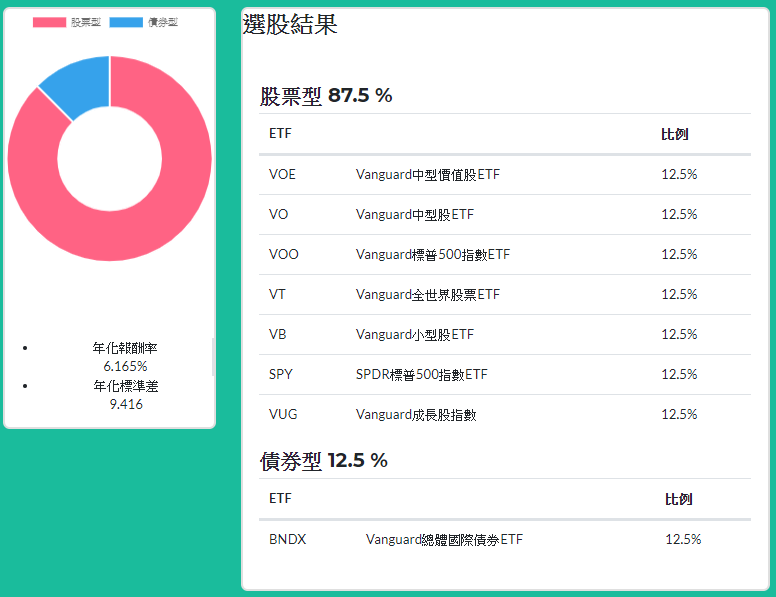 股票型 債券型
年化報酬率
6.165%
年化標準差
9.416
選股結果
股票型 87.5 %
ETF 比例
VOE Vanguard中型價值股ETF 12.5%
VO Vanguard中型股ETF 12.5%
VOO Vanguard標普500指數ETF 12.5%
VT Vanguard全世界股票ETF 12.5%
VB Vanguard小型股ETF 12.5%
SPY SPDR標普500指數ETF 12.5%
VUG Vanguard成長股指數 12.5%
債券型 12.5 %
ETF 比例
BNDX Vanguard總體國際債券ETF 12.5%